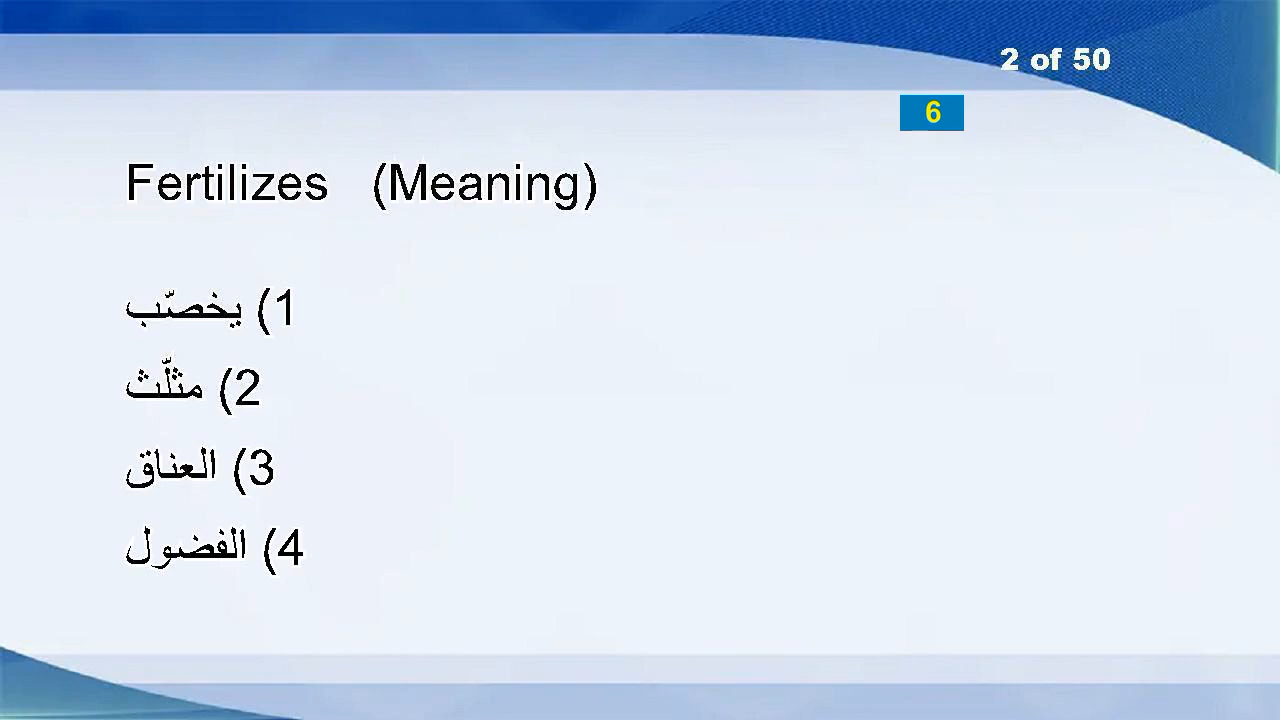 2 of 50
6
Fertilizes (Meaning)
1) يخصّب
2) مثلّث
3) العناق
4) الفضول